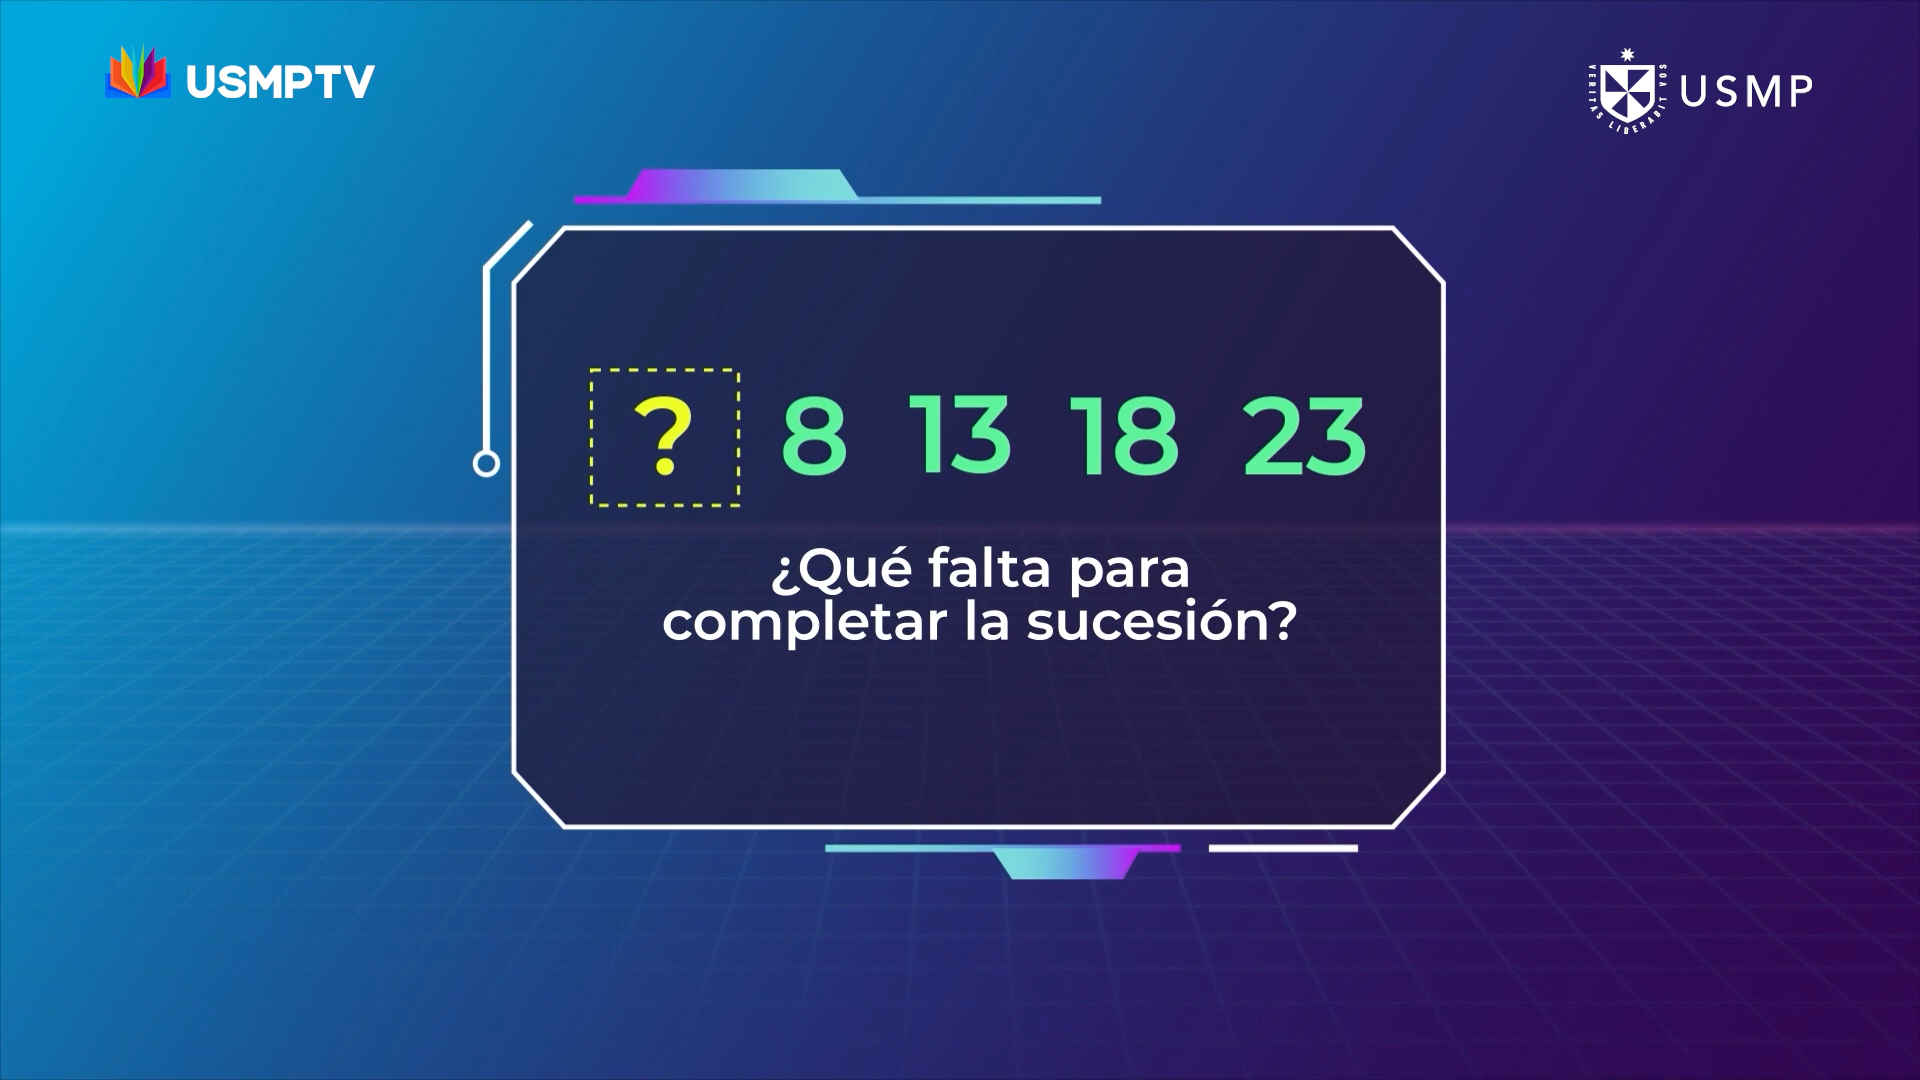 USMPTV
VERITAS LIBERABIT VOS
USMP
? 8 13 18 23
¿Qué falta para
completar la sucesión?